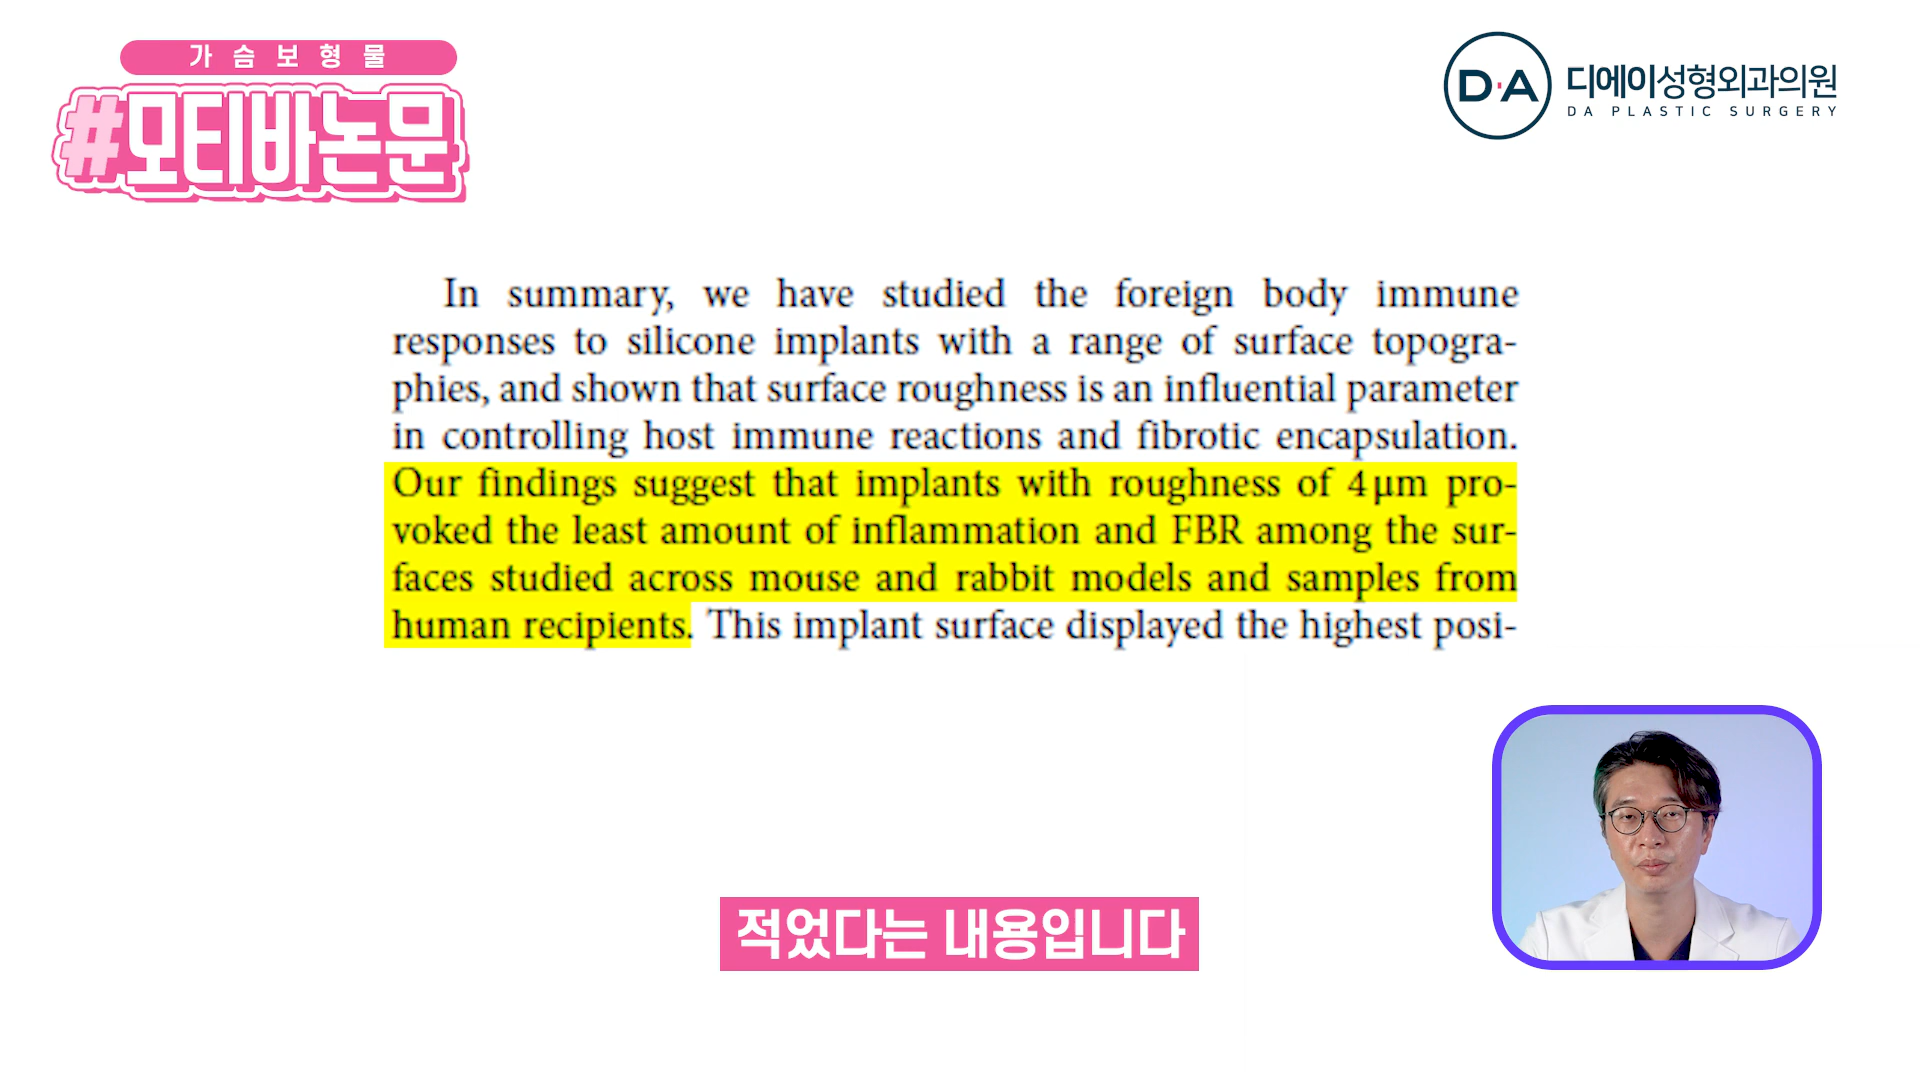 가슴보형물
#모티바논문
D·A 디에이성형외과의원
DA PLASTIC SURGERY
In summary, we have studied the foreign body immune
responses to silicone implants with a range of surface topogra-
phies, and shown that surface roughness is an influential parameter
in controlling host immune reactions and fibrotic encapsulation.
Our findings suggest that implants with roughness of 4 µm pro-
voked the least amount of inflammation and FBR among the sur-
faces studied across mouse and rabbit models and samples from
human recipients. This implant surface displayed the highest posi-
적었다는 내용입니다